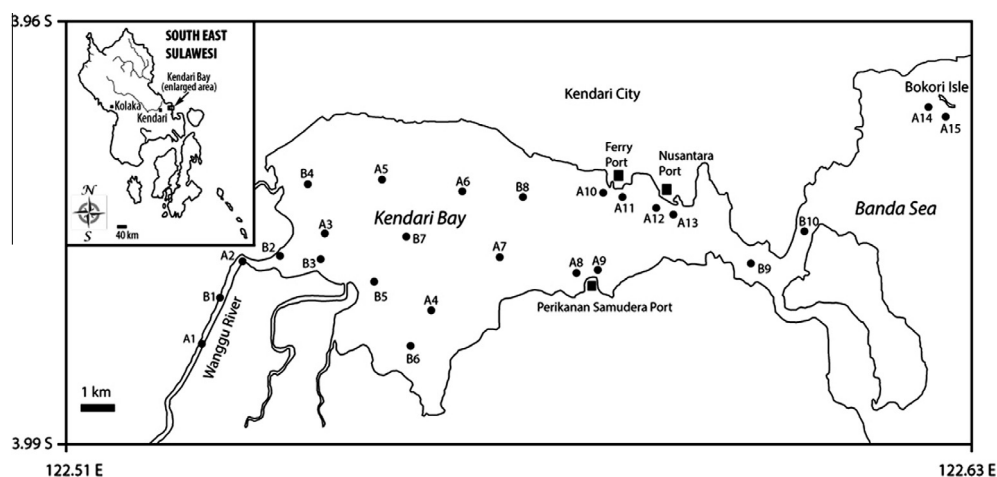 3.96 S
SOUTH EAST
SULAWESI
Kendari Bay
(enlarged area)
Kolaka
Kendari
N
S
40 km
Kendari City
Bokori Isle
A14
A15
Ferry
Port
Nusantara
Port
B4
A5
A6
B8
A10
A11
A12
A13
Kendari Bay
Banda Sea
A3
B7
B10
B2
A2
B3
A7
A8
A9
B9
B1
B5
A4
Perikanan Samudera Port
A1
Wanggu River
B6
1 km
3.99 S
122.51 E
122.63 E